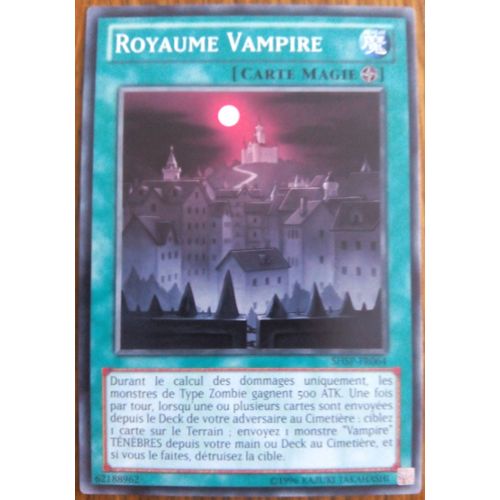 ROYAUME VAMPIRE
魔
[CARTE MAGIE]
SHSP-FR064
Durant le calcul des dommages uniquement, les
monstres de Type Zombie gagnent 500 ATK. Une fois
par tour, lorsqu'une ou plusieurs cartes sont envoyées
depuis le Deck de votre adversaire au Cimetière : ciblez
1 carte sur le Terrain ; envoyez 1 monstre "Vampire"
TÉNÈBRES depuis votre main ou Deck au Cimetière, et
si vous le faites, détruisez la cible.
62188962
©1996 KAZUKI TAKAHASHI